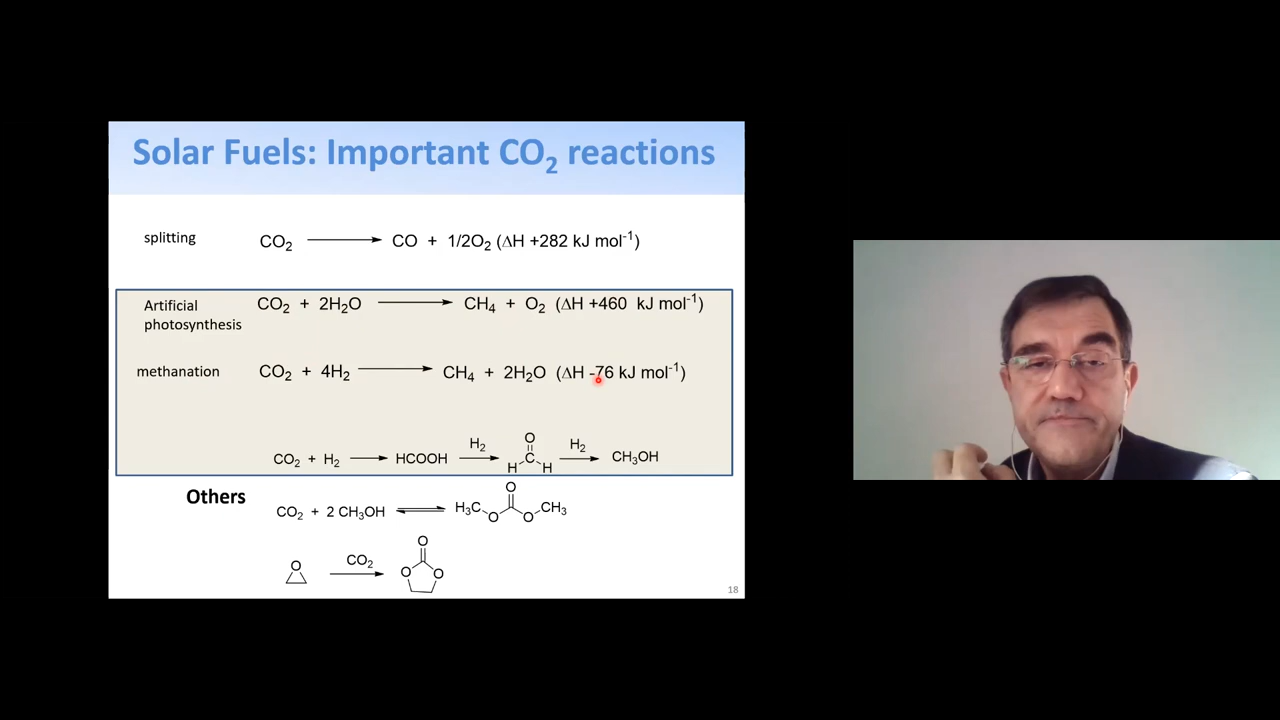 Solar Fuels: Important CO₂ reactions
splitting CO₂ CO + 1/2O₂ (ΔH +282 kJ mol⁻¹)
Artificial photosynthesis CO₂ + 2H₂O CH₄ + O₂ (ΔH +460 kJ mol⁻¹)
methanation CO₂ + 4H₂ CH₄ + 2H₂O (ΔH -76 kJ mol⁻¹)
H₂ O H₂
CO₂ + H₂ HCOOH C CH₃OH
H H
Others
O
CO₂ + 2 CH₃OH H₃C O O CH₃
O
O CO₂ O O
18